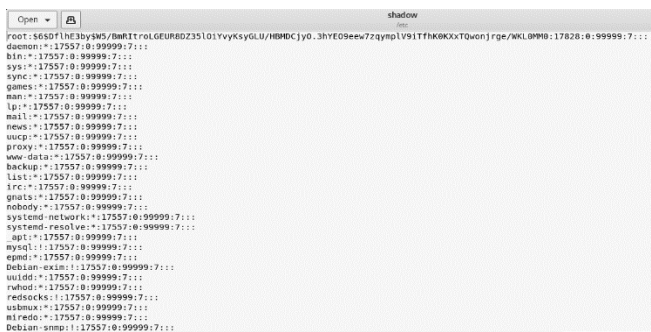 Open
shadow
/etc
daemon:*:17557:0:99999:7:::
bin:*:17557:0:99999:7:::
sys:*:17557:0:99999:7:::
sync:*:17557:0:99999:7:::
games:*:17557:0:99999:7:::
man:*:17557:0:99999:7:::
lp:*:17557:0:99999:7:::
mail:*:17557:0:99999:7:::
news:*:17557:0:99999:7:::
uucp:*:17557:0:99999:7:::
proxy:*:17557:0:99999:7:::
www-data:*:17557:0:99999:7:::
backup:*:17557:0:99999:7:::
list:*:17557:0:99999:7:::
irc:*:17557:0:99999:7:::
gnats:*:17557:0:99999:7:::
nobody:*:17557:0:99999:7:::
systemd-network:*:17557:0:99999:7:::
systemd-resolve:*:17557:0:99999:7:::
_apt:*:17557:0:99999:7:::
mysql:!:17557:0:99999:7:::
epmd:*:17557:0:99999:7:::
Debian-exim:!:17557:0:99999:7:::
uuidd:*:17557:0:99999:7:::
rwhod:*:17557:0:99999:7:::
redsocks:!:17557:0:99999:7:::
usbmux:*:17557:0:99999:7:::
miredo:*:17557:0:99999:7:::
Debian-snmp:!:17557:0:99999:7:::